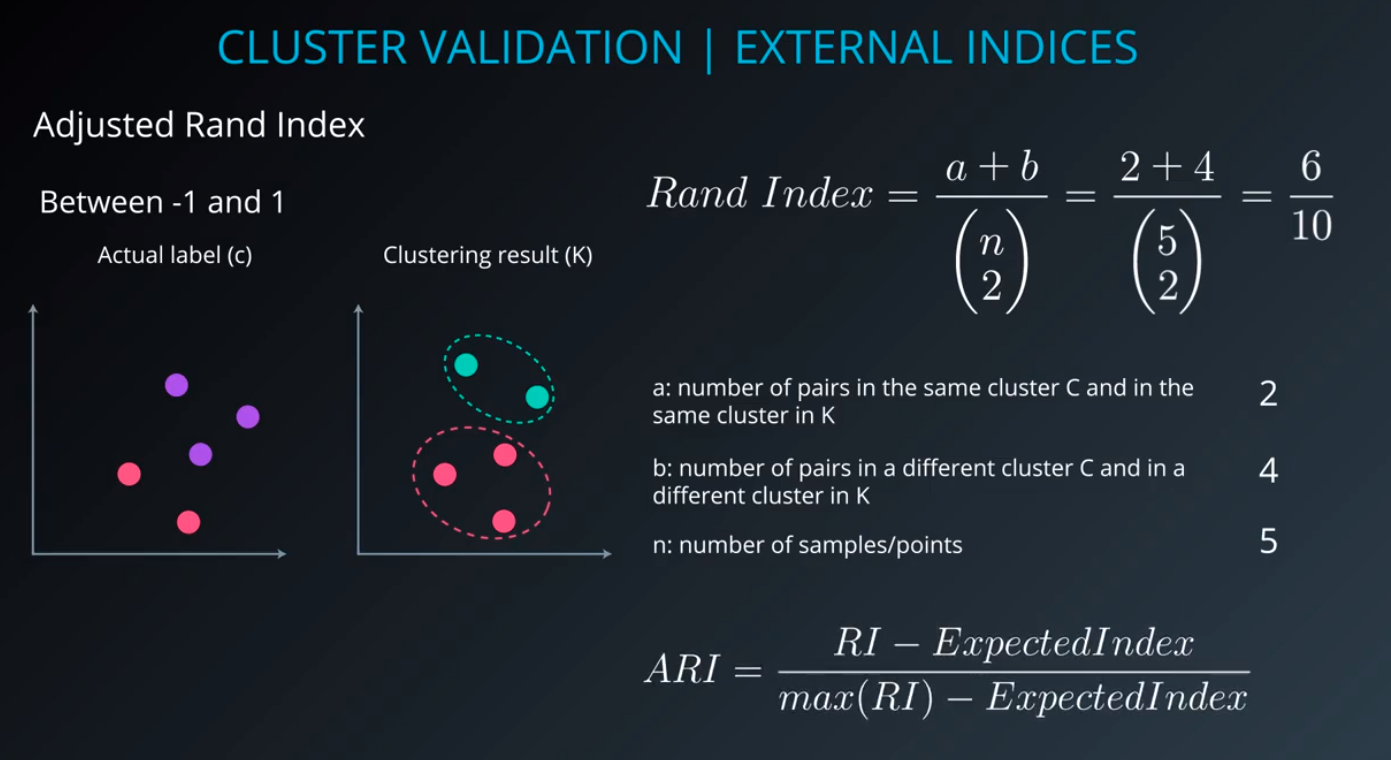 CLUSTER VALIDATION | EXTERNAL INDICES
Adjusted Rand Index
Between -1 and 1
Actual label (c)
Clustering result (K)
Rand Index = \frac{a + b}{\binom{n}{2}} = \frac{2 + 4}{\binom{5}{2}} = \frac{6}{10}
a: number of pairs in the same cluster C and in the
same cluster in K
2
b: number of pairs in a different cluster C and in a
different cluster in K
4
n: number of samples/points
5
ARI = \frac{RI - ExpectedIndex}{max(RI) - ExpectedIndex}